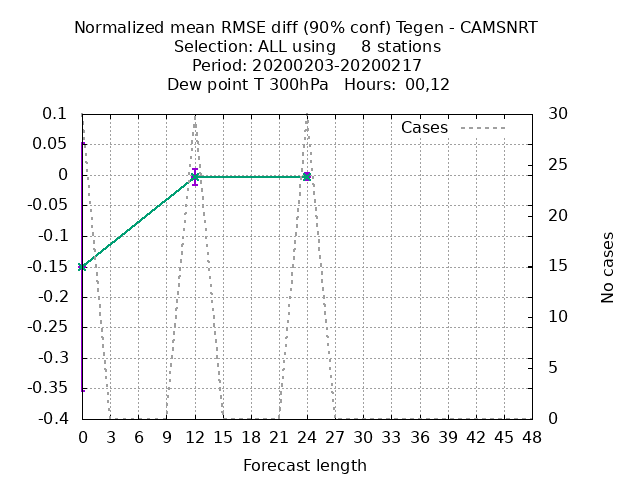 Normalized mean RMSE diff (90% conf) Tegen - CAMSNRT
Selection: ALL using     8 stations
Period: 20200203-20200217
Dew point T 300hPa   Hours:  00,12
Cases
0.1
0.05
0
-0.05
-0.1
-0.15
-0.2
-0.25
-0.3
-0.35
-0.4
30
25
20
15
10
5
0
No cases
0 3 6 9 12 15 18 21 24 27 30 33 36 39 42 45 48
Forecast length